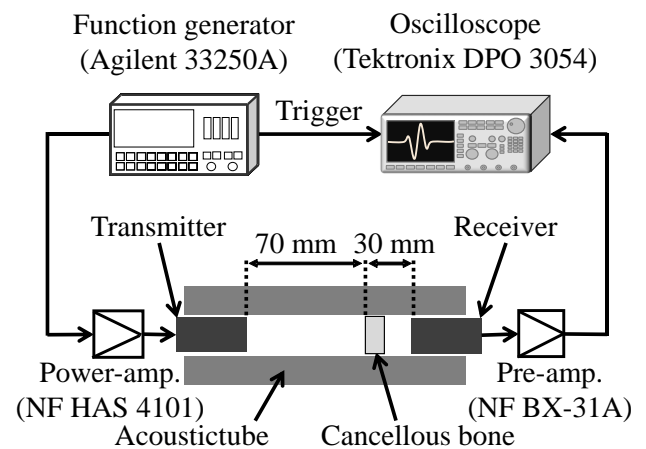 Function generator
(Agilent 33250A)
Oscilloscope
(Tektronix DPO 3054)
Trigger
Transmitter
70 mm
30 mm
Receiver
Power-amp.
(NF HAS 4101)
Pre-amp.
(NF BX-31A)
Acoustictube
Cancellous bone